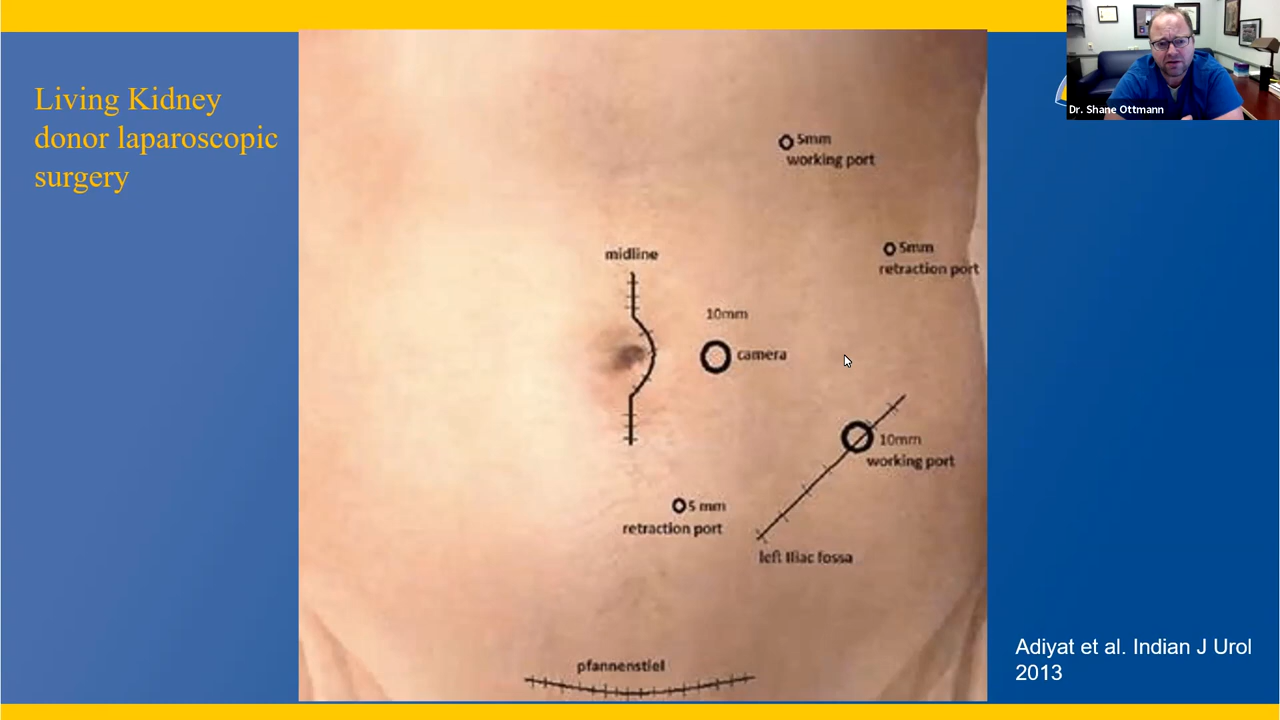 Living Kidney
donor laparoscopic
surgery
Dr. Shane Ottmann
5mm
working port
5mm
retraction port
midline
10mm
camera
10mm
working port
5 mm
retraction port
left Iliac fossa
pfannenstiel
Adiyat et al. Indian J Urol
2013